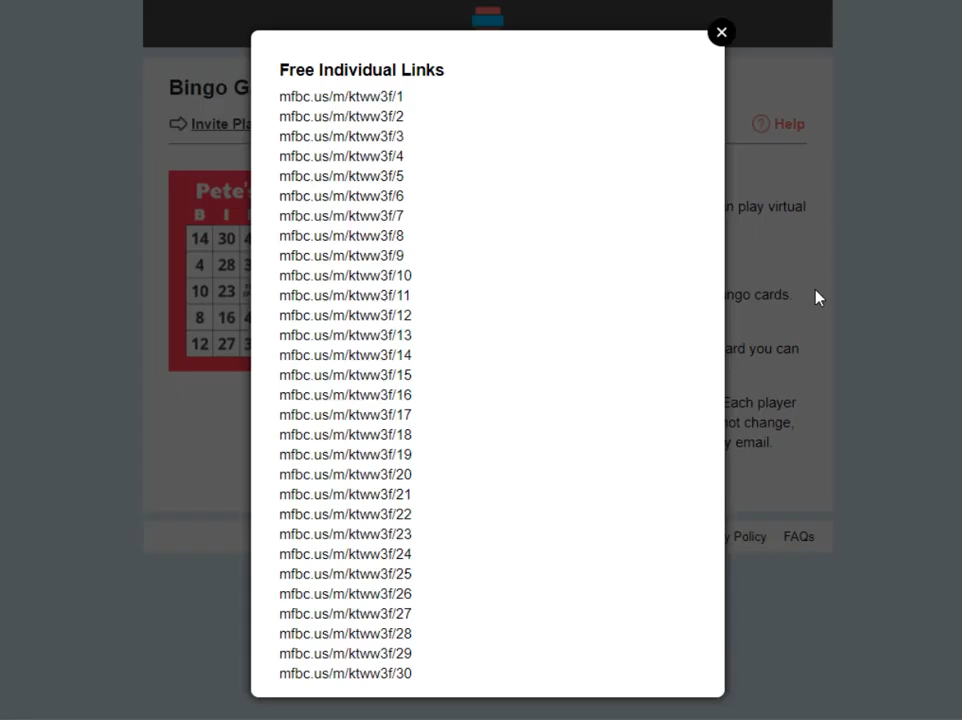 Free Individual Links
mfbc.us/m/ktww3f/1
mfbc.us/m/ktww3f/2
mfbc.us/m/ktww3f/3
mfbc.us/m/ktww3f/4
mfbc.us/m/ktww3f/5
mfbc.us/m/ktww3f/6
mfbc.us/m/ktww3f/7
mfbc.us/m/ktww3f/8
mfbc.us/m/ktww3f/9
mfbc.us/m/ktww3f/10
mfbc.us/m/ktww3f/11
mfbc.us/m/ktww3f/12
mfbc.us/m/ktww3f/13
mfbc.us/m/ktww3f/14
mfbc.us/m/ktww3f/15
mfbc.us/m/ktww3f/16
mfbc.us/m/ktww3f/17
mfbc.us/m/ktww3f/18
mfbc.us/m/ktww3f/19
mfbc.us/m/ktww3f/20
mfbc.us/m/ktww3f/21
mfbc.us/m/ktww3f/22
mfbc.us/m/ktww3f/23
mfbc.us/m/ktww3f/24
mfbc.us/m/ktww3f/25
mfbc.us/m/ktww3f/26
mfbc.us/m/ktww3f/27
mfbc.us/m/ktww3f/28
mfbc.us/m/ktww3f/29
mfbc.us/m/ktww3f/30
Bingo G
Invite Pla
? Help
Pete's
B I
14 30 4
4 28
10 23
8 16 4
12 27
n play virtual
ngo cards.
ard you can
Each player
not change,
y email.
y Policy FAQs